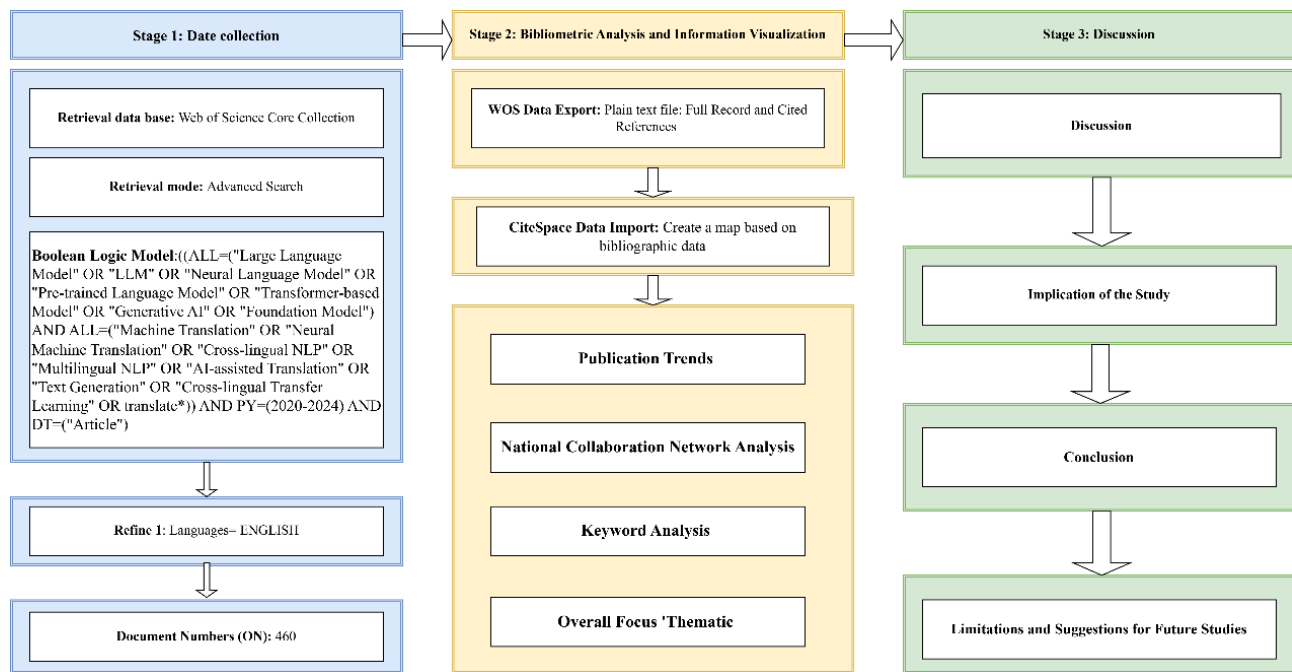 Stage 1: Date collection
Retrieval data base: Web of Science Core Collection
Retrieval mode: Advanced Search
Boolean Logic Model:((ALL=("Large Language
Model" OR "LLM" OR "Neural Language Model" OR
"Pre-trained Language Model" OR "Transformer-based
Model" OR "Generative AI" OR "Foundation Model")
AND ALL=("Machine Translation" OR "Neural
Machine Translation" OR "Cross-lingual NLP" OR
"Multilingual NLP" OR "AI-assisted Translation" OR
"Text Generation" OR "Cross-lingual Transfer
Learning" OR translate*)) AND PY=(2020-2024) AND
DT=("Article")
Refine 1: Languages– ENGLISH
Document Numbers (ON): 460
Stage 2: Bibliometric Analysis and Information Visualization
WOS Data Export: Plain text file: Full Record and Cited
References
CiteSpace Data Import: Create a map based on
bibliographic data
Publication Trends
National Collaboration Network Analysis
Keyword Analysis
Overall Focus 'Thematic
Stage 3: Discussion
Discussion
Implication of the Study
Conclusion
Limitations and Suggestions for Future Studies